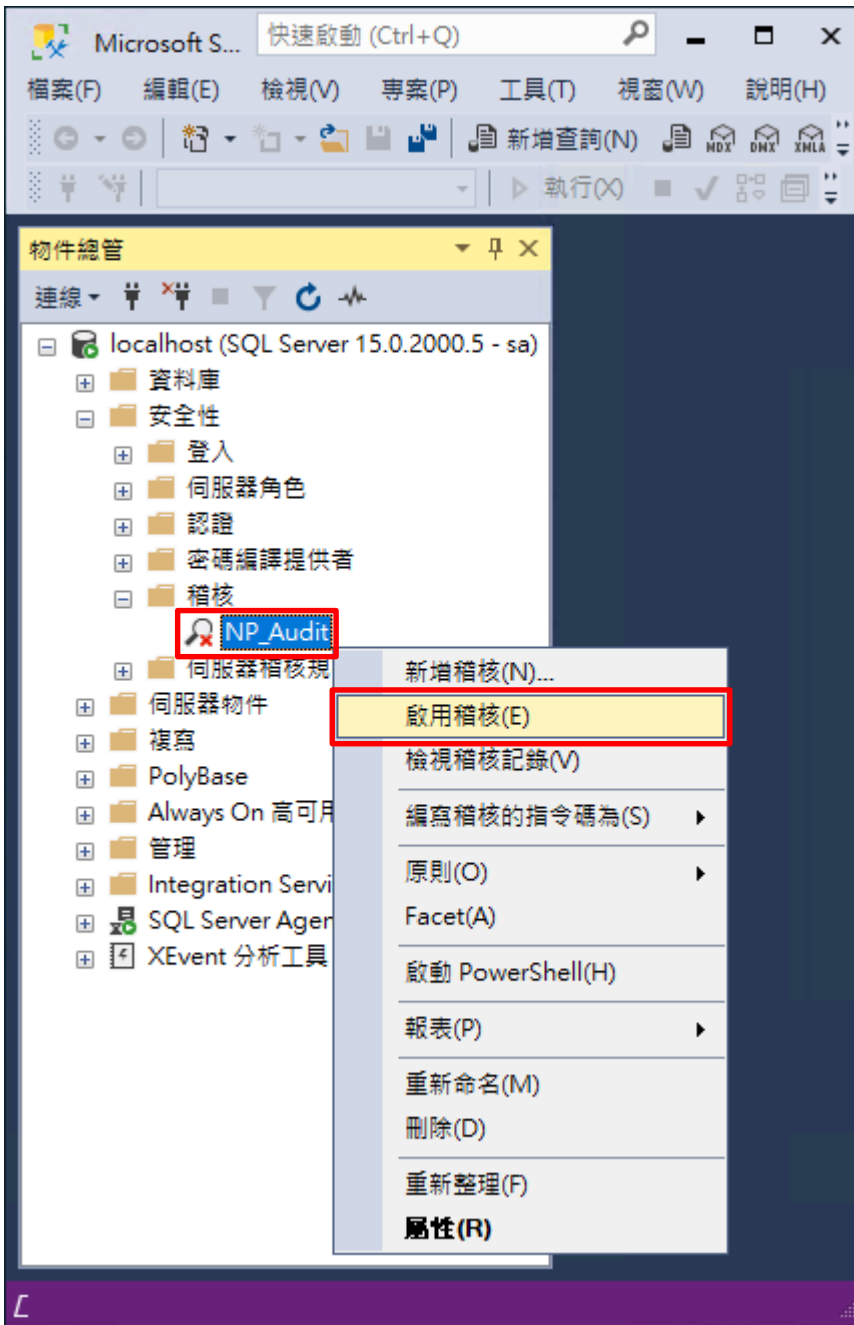 Microsoft S... 快速啟動 (Ctrl+Q)
檔案(F) 編輯(E) 檢視(V) 專案(P) 工具(T) 視窗(W) 說明(H)
新增查詢(N) MDX DMX XMLA
執行(X)
物件總管
連線
localhost (SQL Server 15.0.2000.5 - sa)
資料庫
安全性
登入
伺服器角色
認證
密碼編譯提供者
稽核
NP_Audit
伺服器稽核規
伺服器物件
複寫
PolyBase
Always On 高可用
管理
Integration Servi
SQL Server Agen
XEvent 分析工具
新增稽核(N)...
啟用稽核(E)
檢視稽核記錄(V)
編寫稽核的指令碼為(S)
原則(O)
Facet(A)
啟動 PowerShell(H)
報表(P)
重新命名(M)
刪除(D)
重新整理(F)
屬性(R)